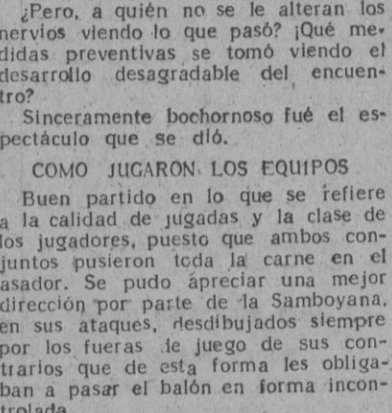 ¿Pero, a quién no se le alteran los
nervios viendo lo que pasó? ¡Qué me-
didas preventivas se tomó viendo el
desarrollo desagradable del encuen-
tro?
Sinceramente bochornoso fué el es-
pectáculo que se dió.
COMO JUGARON LOS EQUIPOS
Buen partido en lo que se refiere
a la calidad de jugadas y la clase de
los jugadores, puesto que ambos con-
juntos pusieron toda la carne en el
asador. Se pudo apreciar una mejor
dirección por parte de la Samboyana,
en sus ataques, desdibujados siempre
por los fueras de juego de sus con-
trarios que de esta forma les obliga-
ban a pasar el balón en forma incon-
trolada